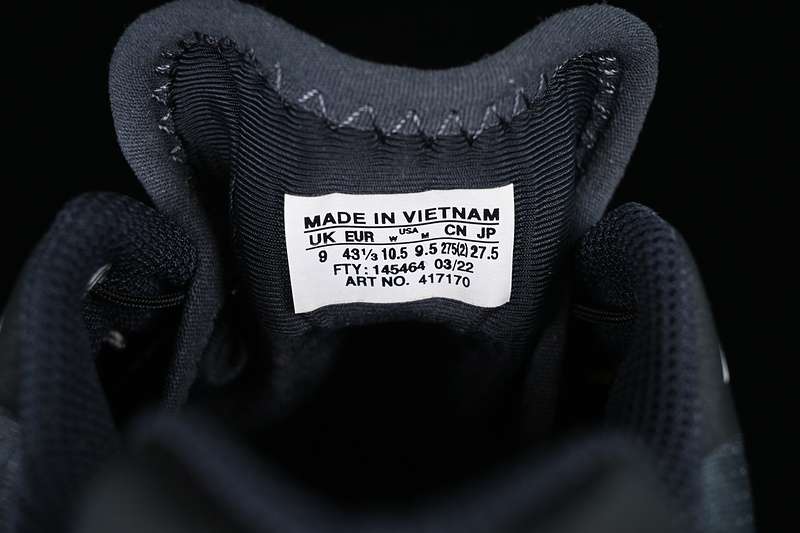 MADE IN VIETNAM
UK EUR W USA M CN JP
9 43⅓ 10.5 9.5 275(2) 27.5
FTY: 145464 03/22
ART NO. 417170